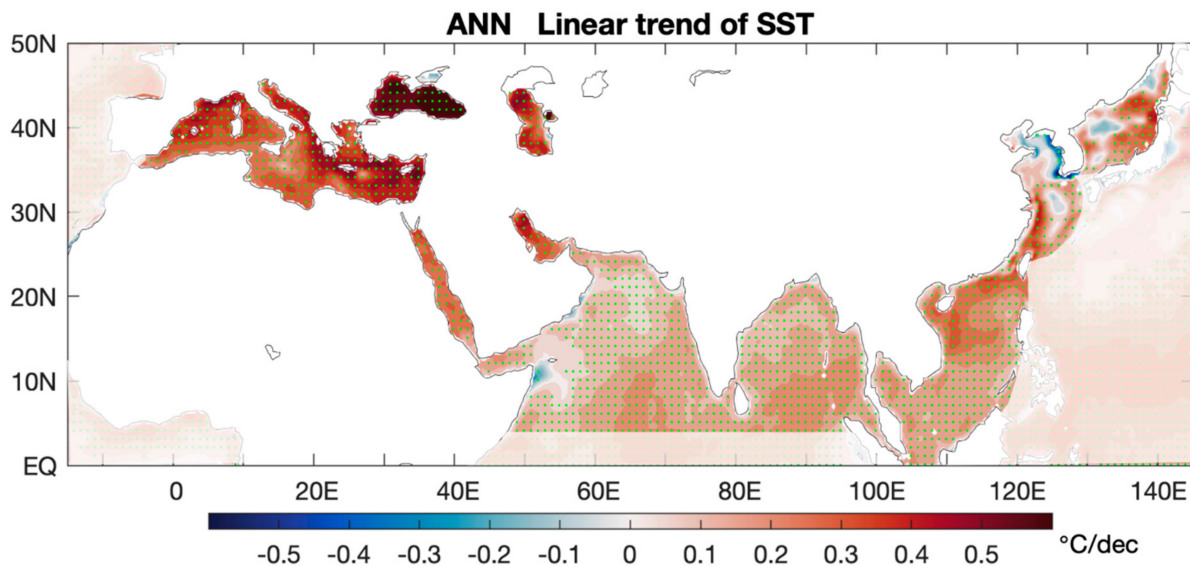 ANN Linear trend of SST
50N
40N
30N
20N
10N
EQ
0 20E 40E 60E 80E 100E 120E 140E
-0.5 -0.4 -0.3 -0.2 -0.1 0 0.1 0.2 0.3 0.4 0.5 °C/dec